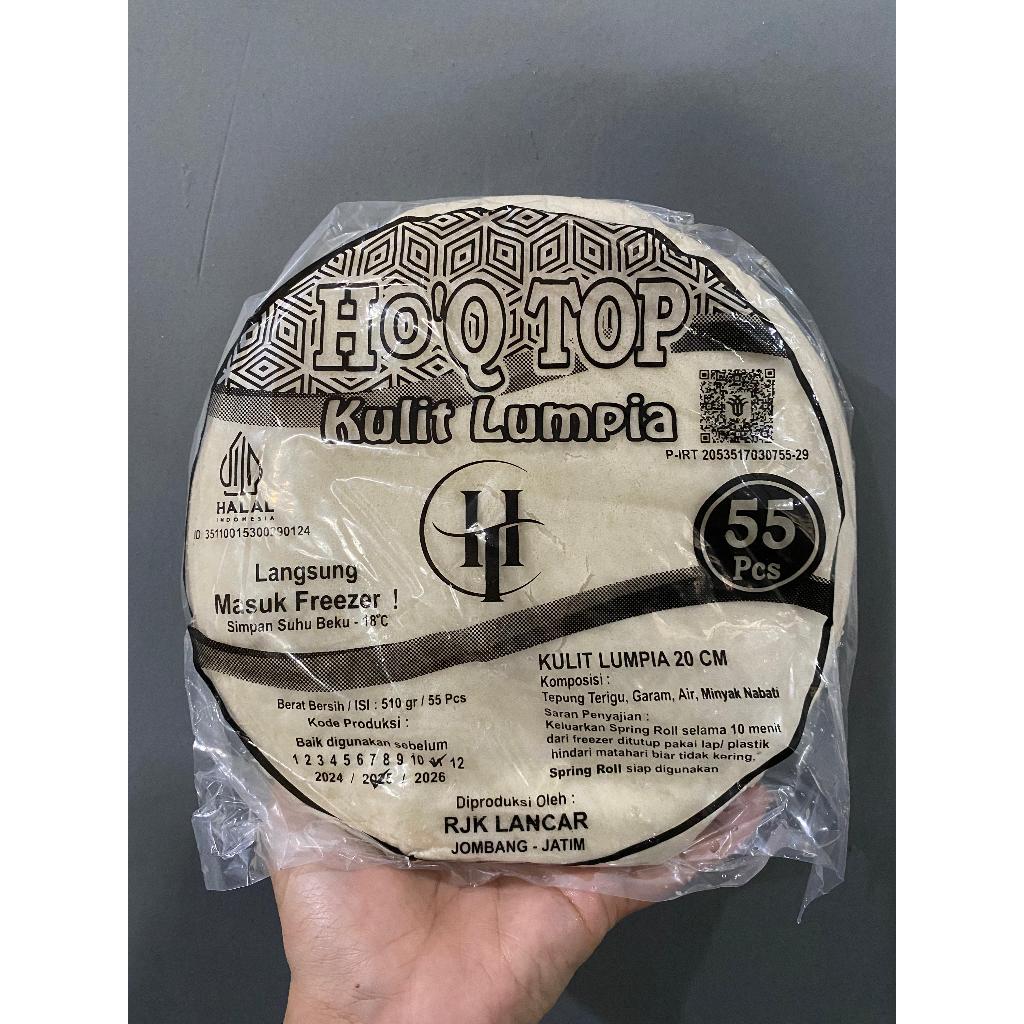 HO'Q TOP
Kulit Lumpia
P-IRT 2053517030755-29
HALAL
INDONESIA
55
Pcs
Langsung
Masuk Freezer !
Simpan Suhu Beku - 18°C
KULIT LUMPIA 20 CM
Komposisi :
Tepung Terigu, Garam, Air, Minyak Nabati
Saran Penyajian :
Keluarkan Spring Roll selama 10 menit
dari freezer ditutup pakai lap/ plastik
hindari matahari biar tidak kering.
Spring Roll siap digunakan
Berat Bersih / ISI : 510 gr / 55 Pcs
Kode Produksi :
Baik digunakan sebelum
1 2 3 4 5 6 7 8 9 10 11 12
2024 / 2025 / 2026
Diproduksi Oleh :
RJK LANCAR
JOMBANG - JATIM